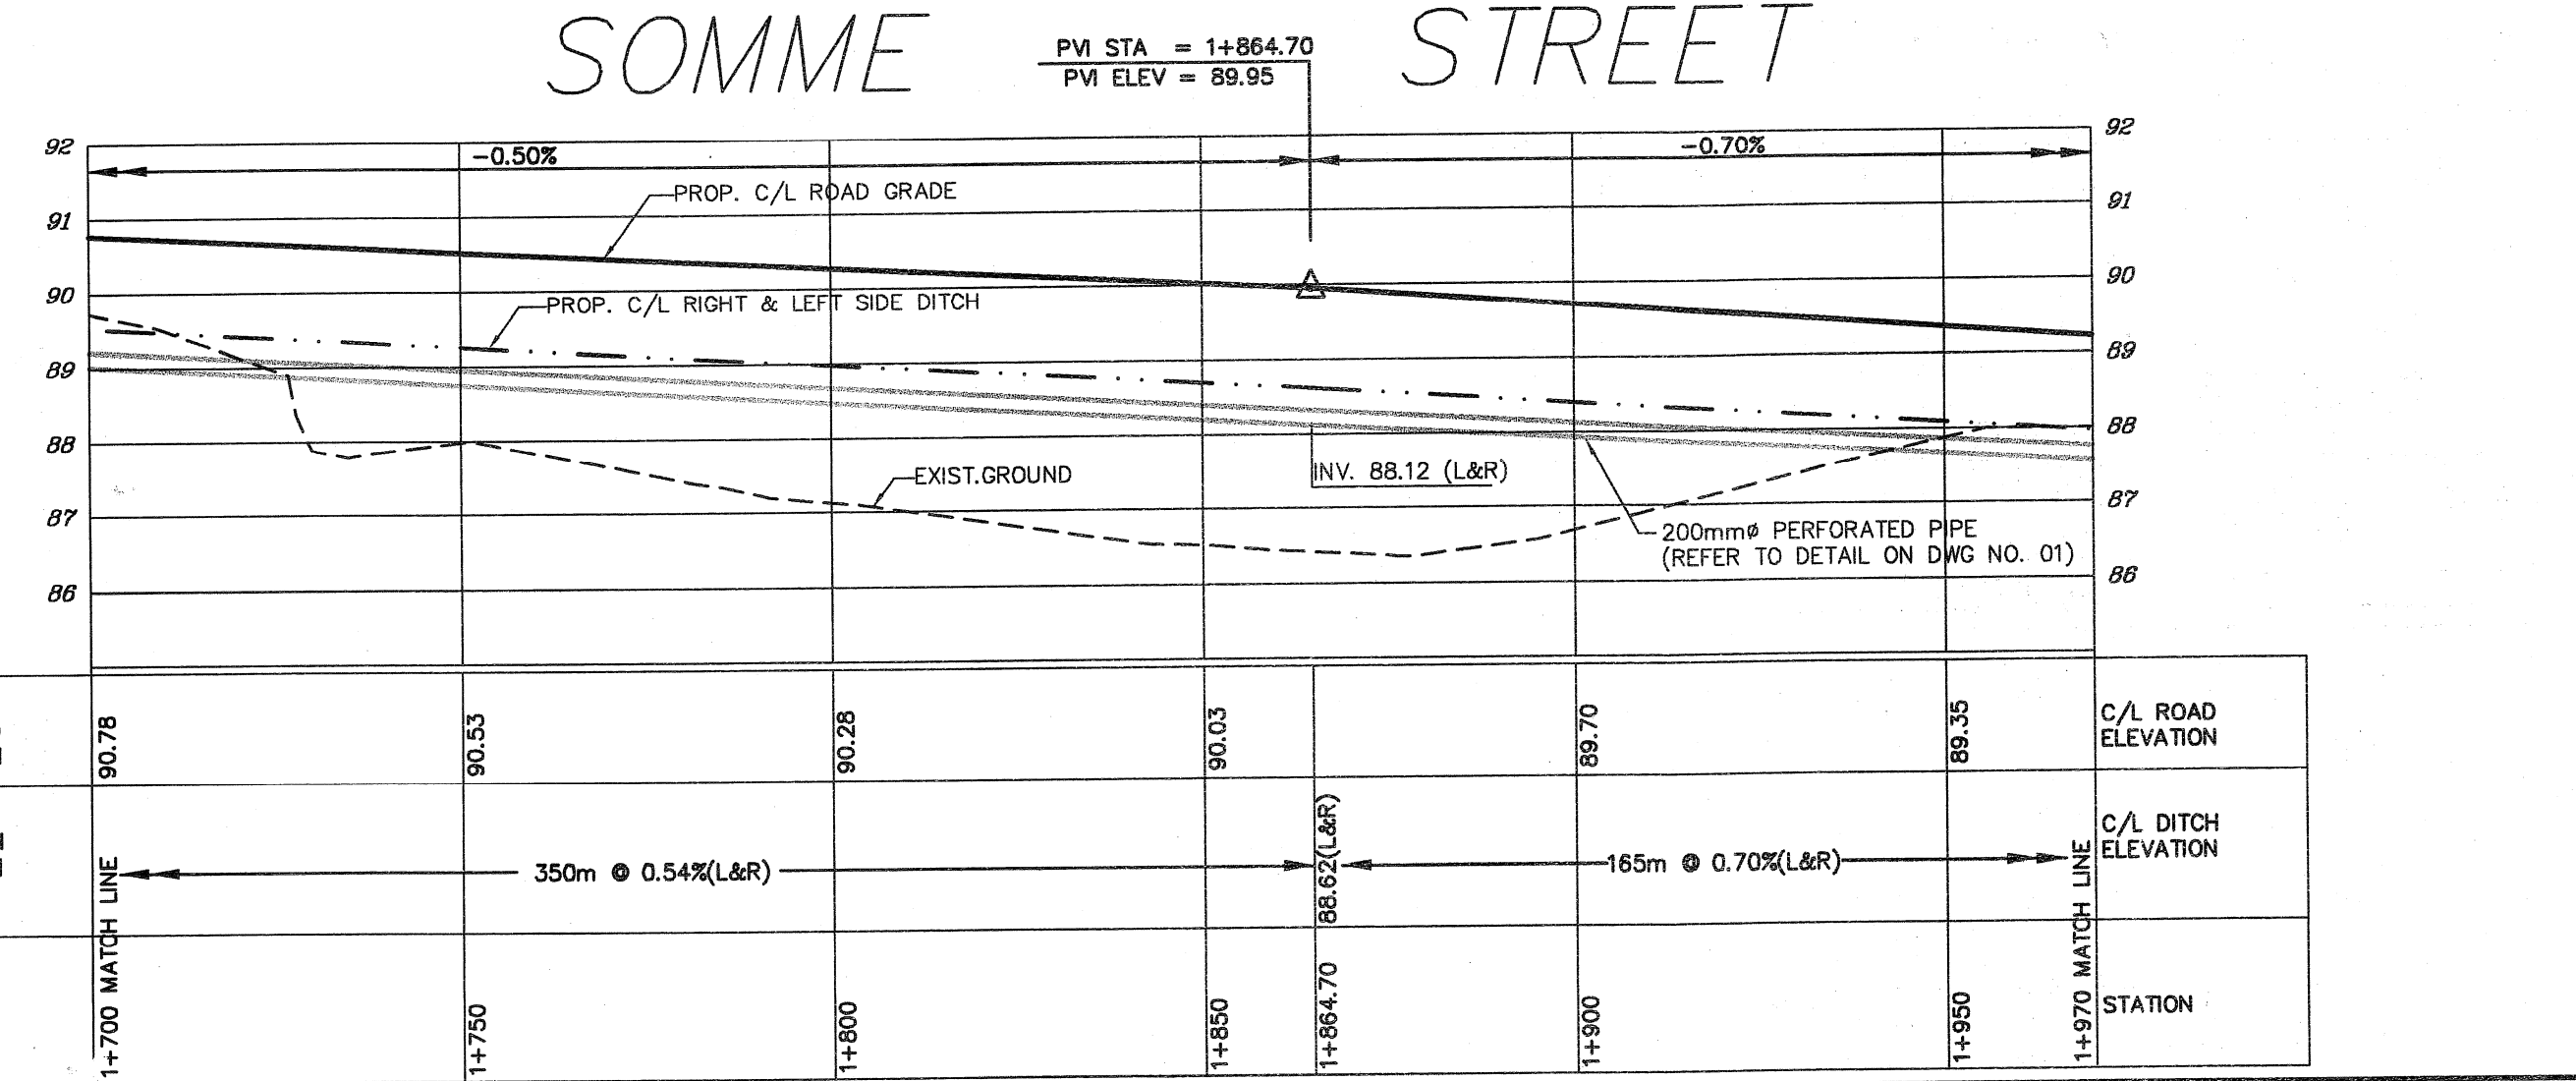 SOMME STREET
PVI STA = 1+864.70
PVI ELEV = 89.95
92
92
-0.50%
-0.70%
PROP. C/L ROAD GRADE
91
91
90
90
PROP. C/L RIGHT & LEFT SIDE DITCH
89
89
88
88
EXIST.GROUND
INV. 88.12 (L&R)
87
87
200mmø PERFORATED PIPE
(REFER TO DETAIL ON DWG NO. 01)
86
86
90.78
90.53
90.28
90.03
89.70
89.35
C/L ROAD
ELEVATION
350m @ 0.54%(L&R)
88.62(L&R)
165m @ 0.70%(L&R)
C/L DITCH
ELEVATION
1+700 MATCH LINE
1+750
1+800
1+850
1+864.70
1+900
1+950
1+970 MATCH LINE
STATION